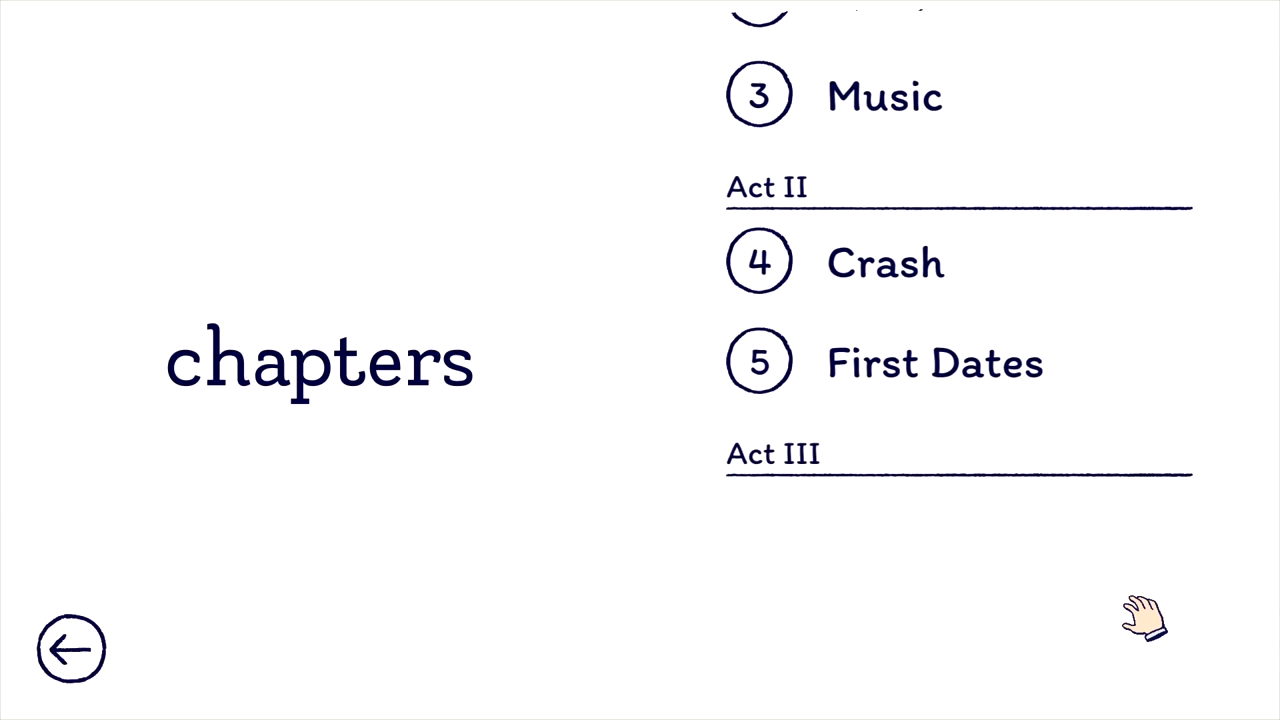 chapters
3 Music
Act II
4 Crash
5 First Dates
Act III